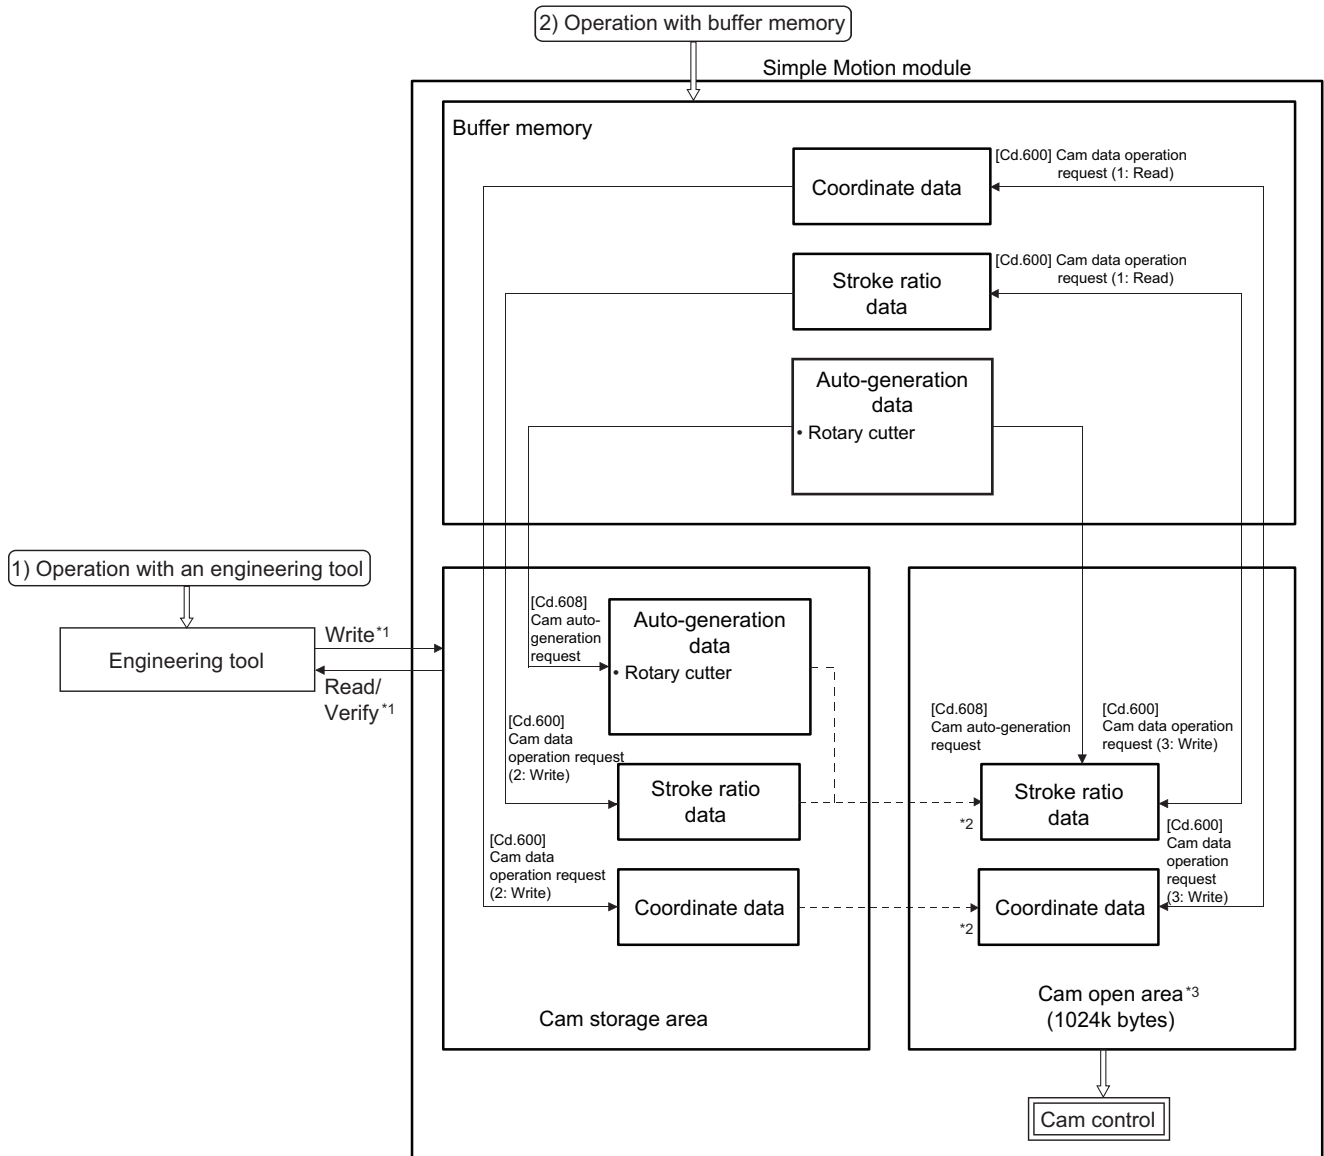 2) Operation with buffer memory
Simple Motion module
Buffer memory
Coordinate data
[Cd.600] Cam data operation
request (1: Read)
Stroke ratio
data
[Cd.600] Cam data operation
request (1: Read)
Auto-generation
data
• Rotary cutter
1) Operation with an engineering tool
Engineering tool
Write*1
Read/
Verify*1
[Cd.608]
Cam auto-
generation
request
Auto-generation
data
• Rotary cutter
[Cd.600]
Cam data
operation request
(2: Write)
Stroke ratio
data
[Cd.600]
Cam data
operation request
(2: Write)
Coordinate data
Cam storage area
[Cd.608]
Cam auto-generation
request
[Cd.600]
Cam data operation
request (3: Write)
Stroke ratio
data
*2
[Cd.600]
Cam data
operation
request
(3: Write)
Coordinate data
*2
Cam open area*3
(1024k bytes)
Cam control